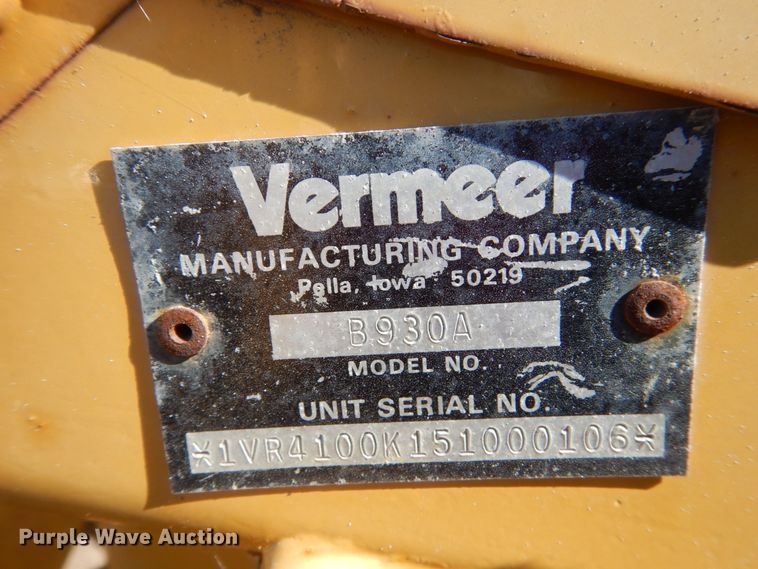 Vermeer
MANUFACTURING COMPANY
Pella, Iowa 50219
B930A
MODEL NO.
UNIT SERIAL NO.
*1VR4100K151000106*
Purple Wave Auction